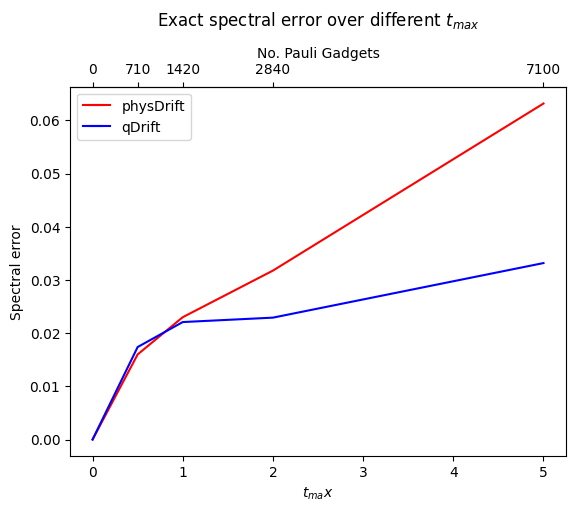 Exact spectral error over different $t_{max}$
No. Pauli Gadgets
0 710 1420 2840 7100
physDrift
qDrift
0.06
0.05
0.04
0.03
0.02
0.01
0.00
Spectral error
0 1 2 3 4 5
$t_{ma}x$